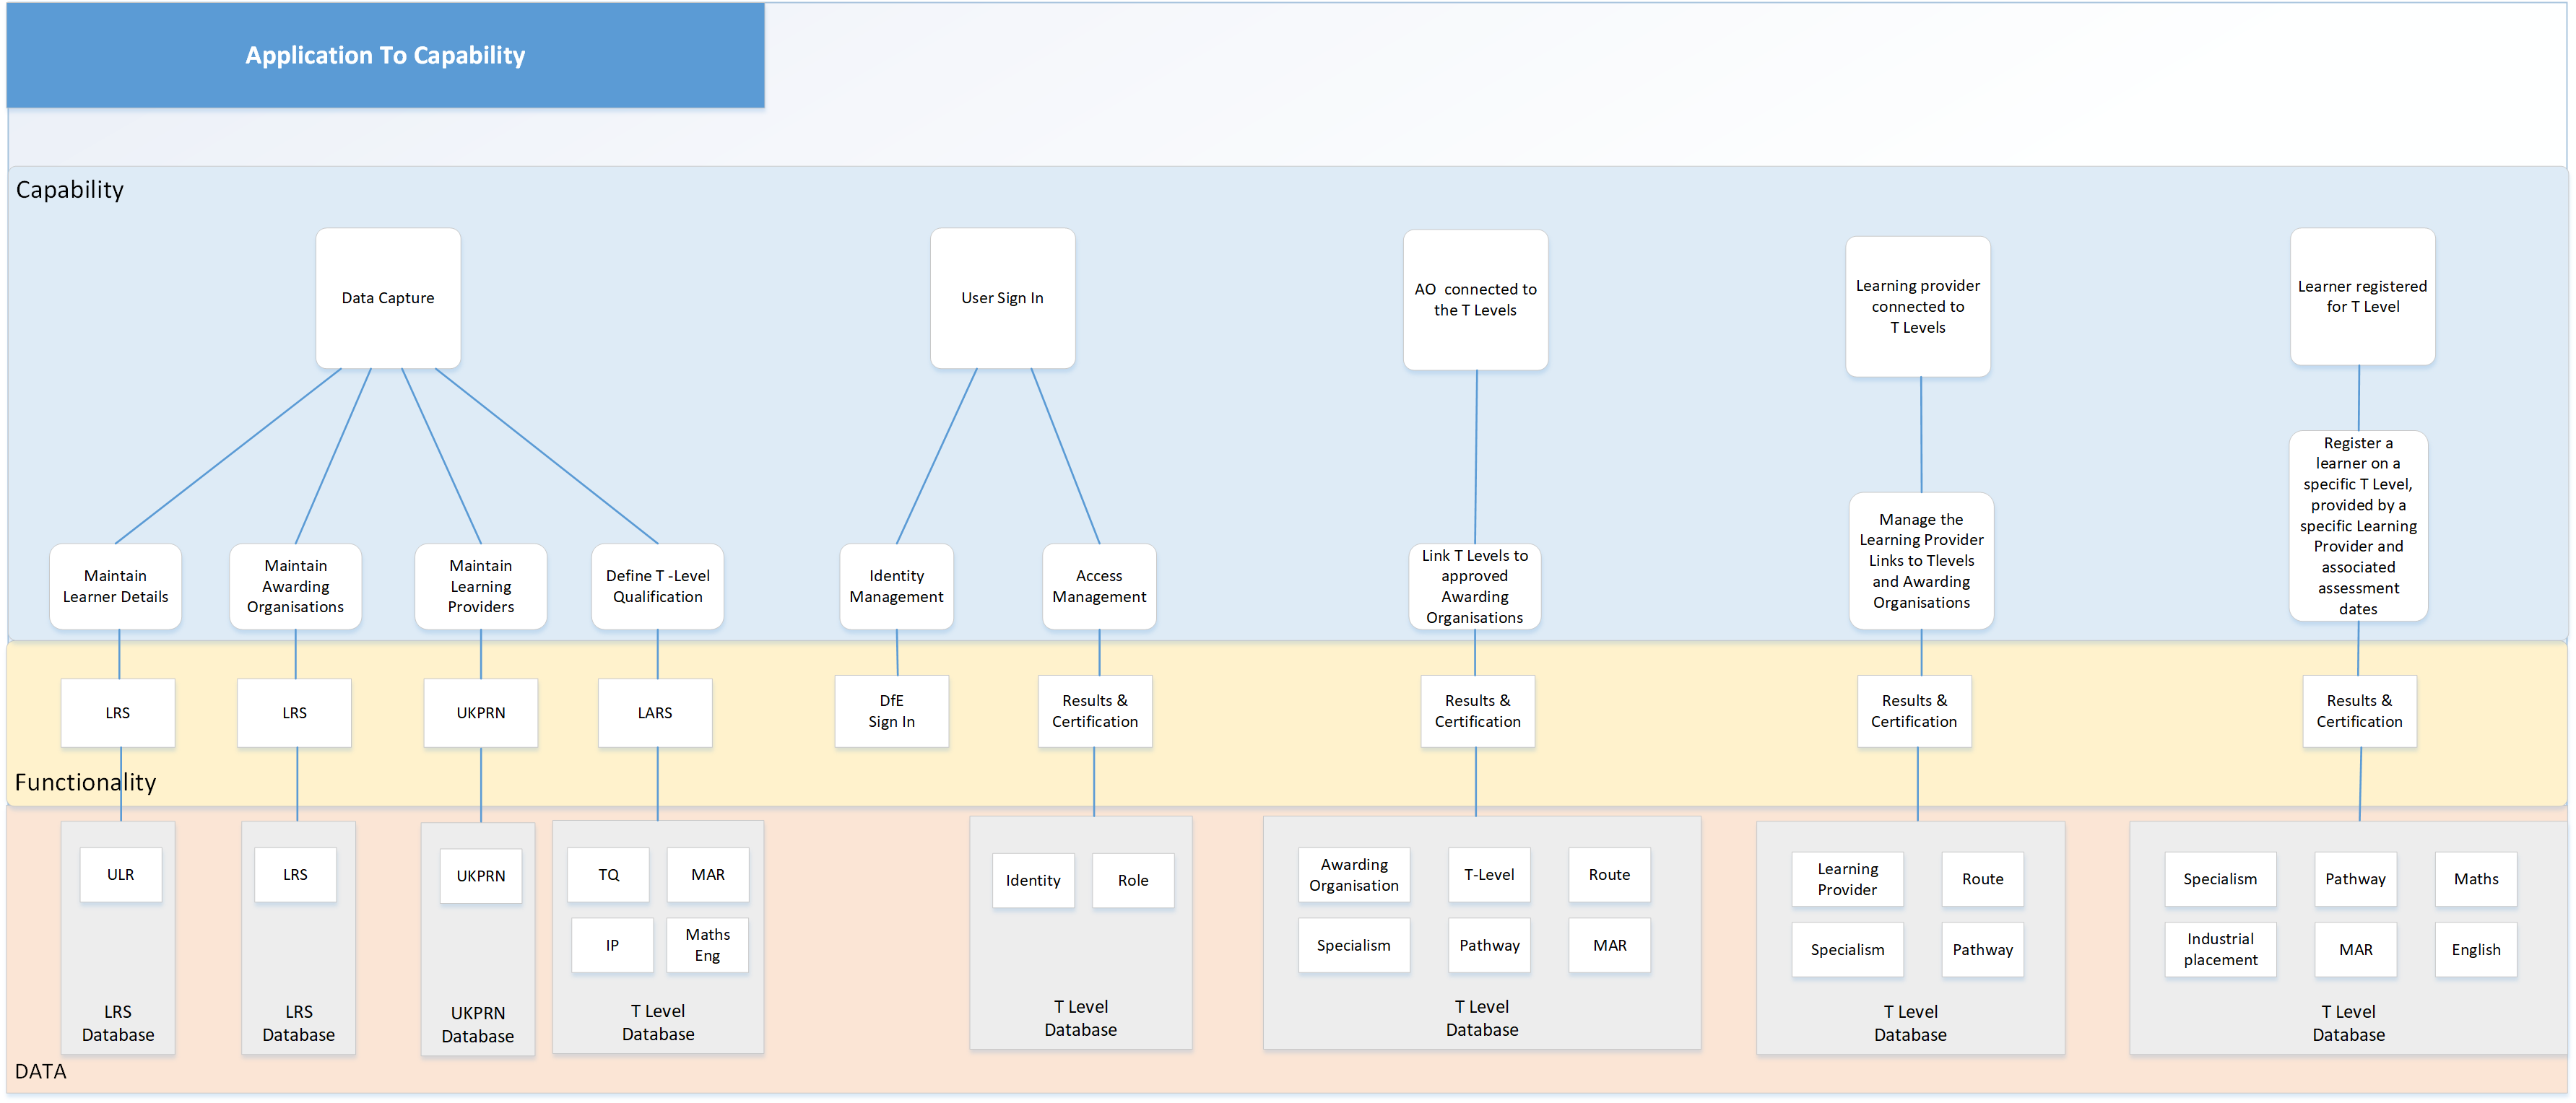 Application To Capability
Capability
Data Capture
User Sign In
AO connected to
the T Levels
Learning provider
connected to
T Levels
Learner registered
for T Level
Maintain
Learner Details
Maintain
Awarding
Organisations
Maintain
Learning
Providers
Define T -Level
Qualification
Identity
Management
Access
Management
Link T Levels to
approved
Awarding
Organisations
Manage the
Learning Provider
Links to Tlevels
and Awarding
Organisations
Register a
learner on a
specific T Level,
provided by a
specific Learning
Provider and
associated
assessment
dates
LRS
LRS
UKPRN
LARS
DfE
Sign In
Results &
Certification
Results &
Certification
Results &
Certification
Results &
Certification
Functionality
ULR
LRS
Database
LRS
LRS
Database
UKPRN
UKPRN
Database
TQ
MAR
IP
Maths
Eng
T Level
Database
Identity
Role
T Level
Database
Awarding
Organisation
T-Level
Route
Specialism
Pathway
MAR
T Level
Database
Learning
Provider
Route
Specialism
Pathway
T Level
Database
Specialism
Pathway
Maths
Industrial
placement
MAR
English
T Level
Database
DATA